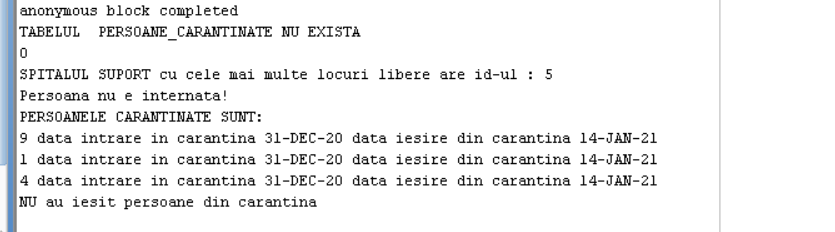 anonymous block completed
TABELUL  PERSOANE_CARANTINATE NU EXISTA
0
SPITALUL SUPORT cu cele mai multe locuri libere are id-ul : 5
Persoana nu e internata!
PERSOANELE CARANTINATE SUNT:
9 data intrare in carantina 31-DEC-20 data iesire din carantina 14-JAN-21
1 data intrare in carantina 31-DEC-20 data iesire din carantina 14-JAN-21
4 data intrare in carantina 31-DEC-20 data iesire din carantina 14-JAN-21
NU au iesit persoane din carantina